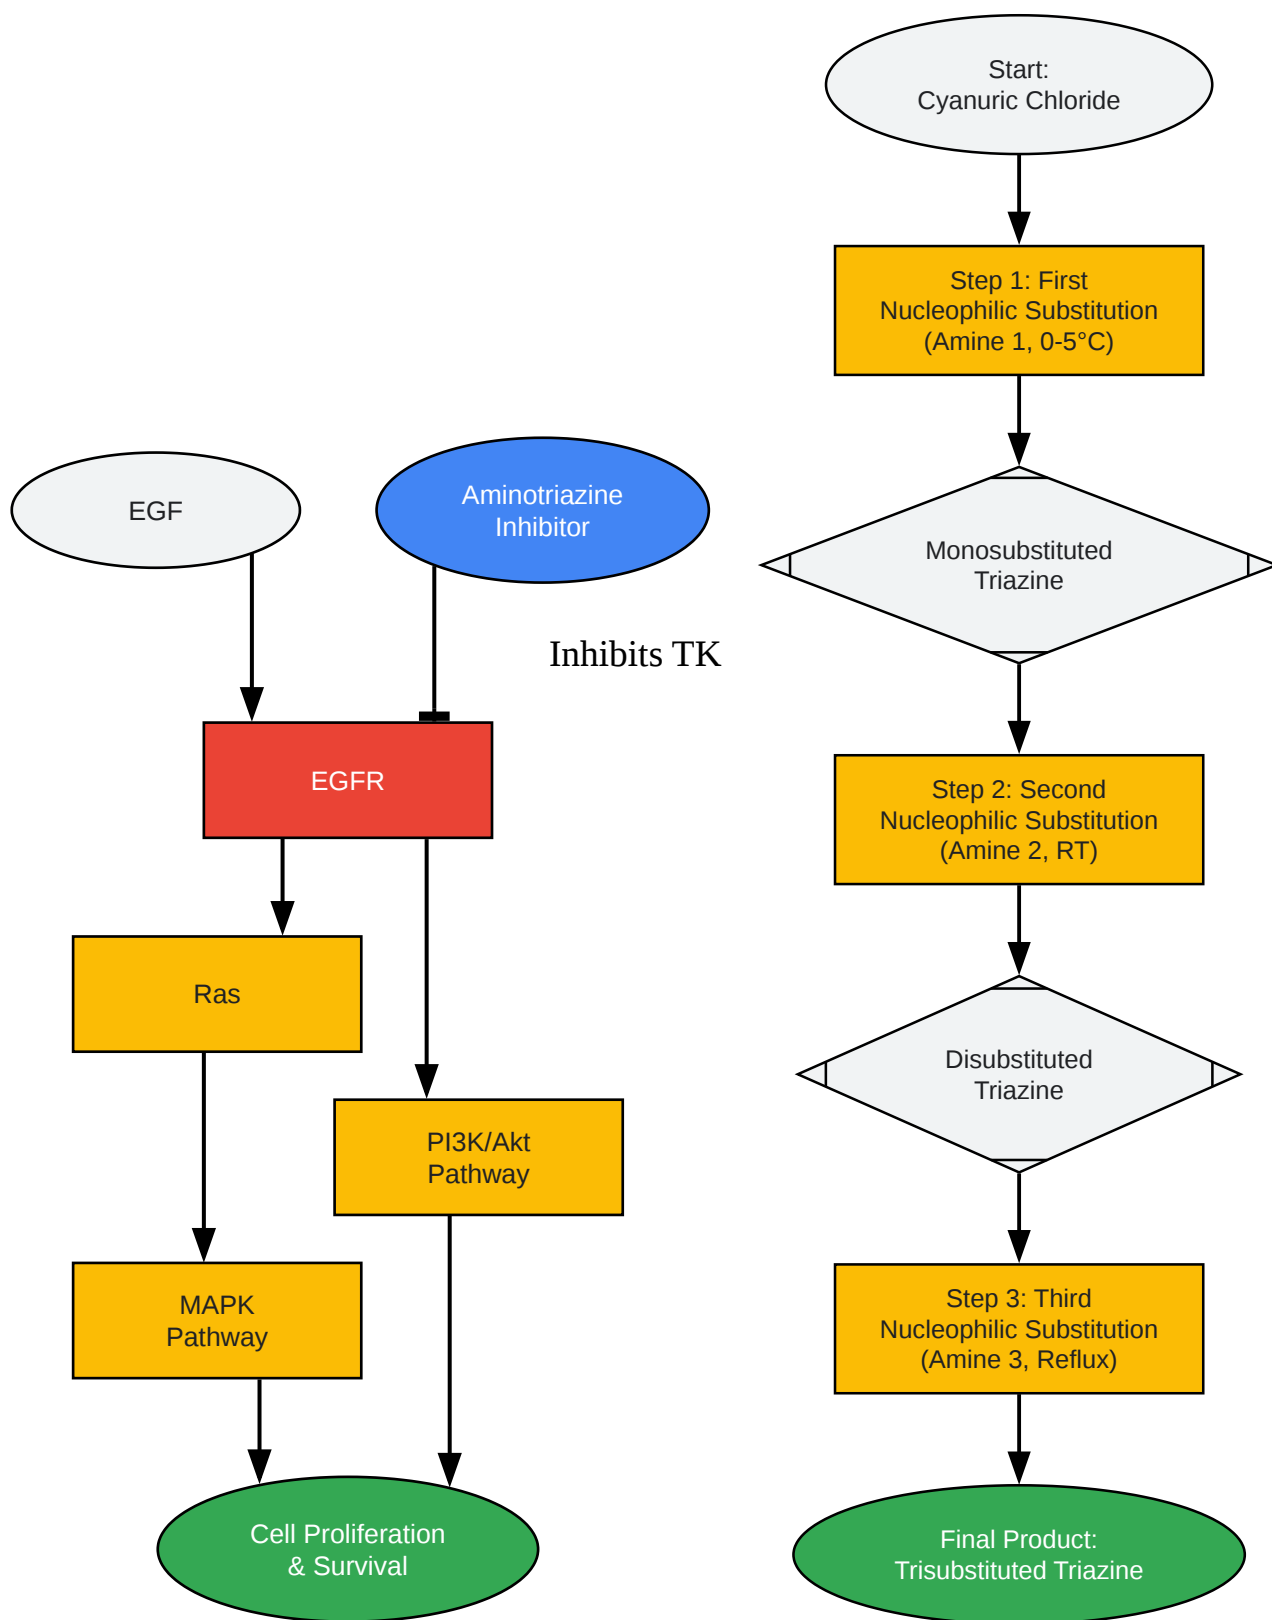 EGF
Aminotriazine
Inhibitor
Inhibits TK
EGFR
Ras
PI3K/Akt
Pathway
MAPK
Pathway
Cell Proliferation
& Survival
Start:
Cyanuric Chloride
Step 1: First
Nucleophilic Substitution
(Amine 1, 0-5°C)
Monosubstituted
Triazine
Step 2: Second
Nucleophilic Substitution
(Amine 2, RT)
Disubstituted
Triazine
Step 3: Third
Nucleophilic Substitution
(Amine 3, Reflux)
Final Product:
Trisubstituted Triazine